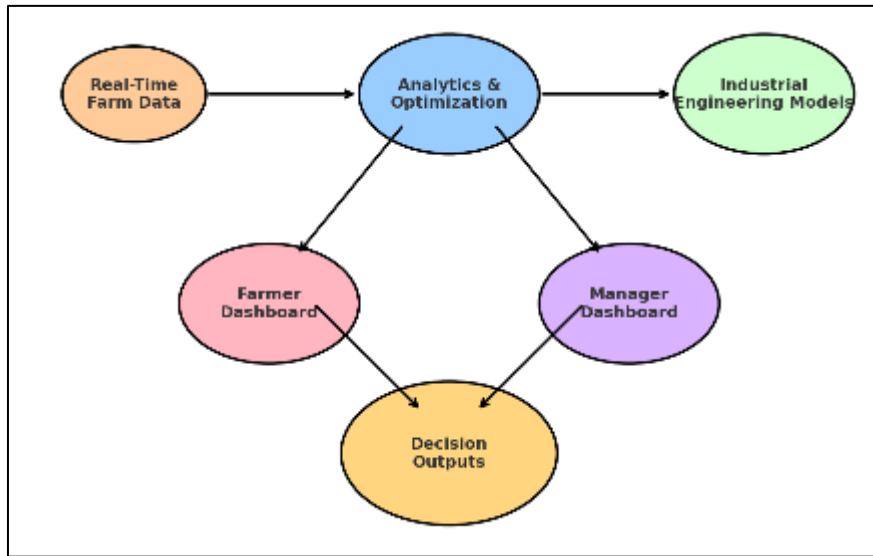 Real-Time
Farm Data
Analytics &
Optimization
Industrial
Engineering Models
Farmer
Dashboard
Manager
Dashboard
Decision
Outputs